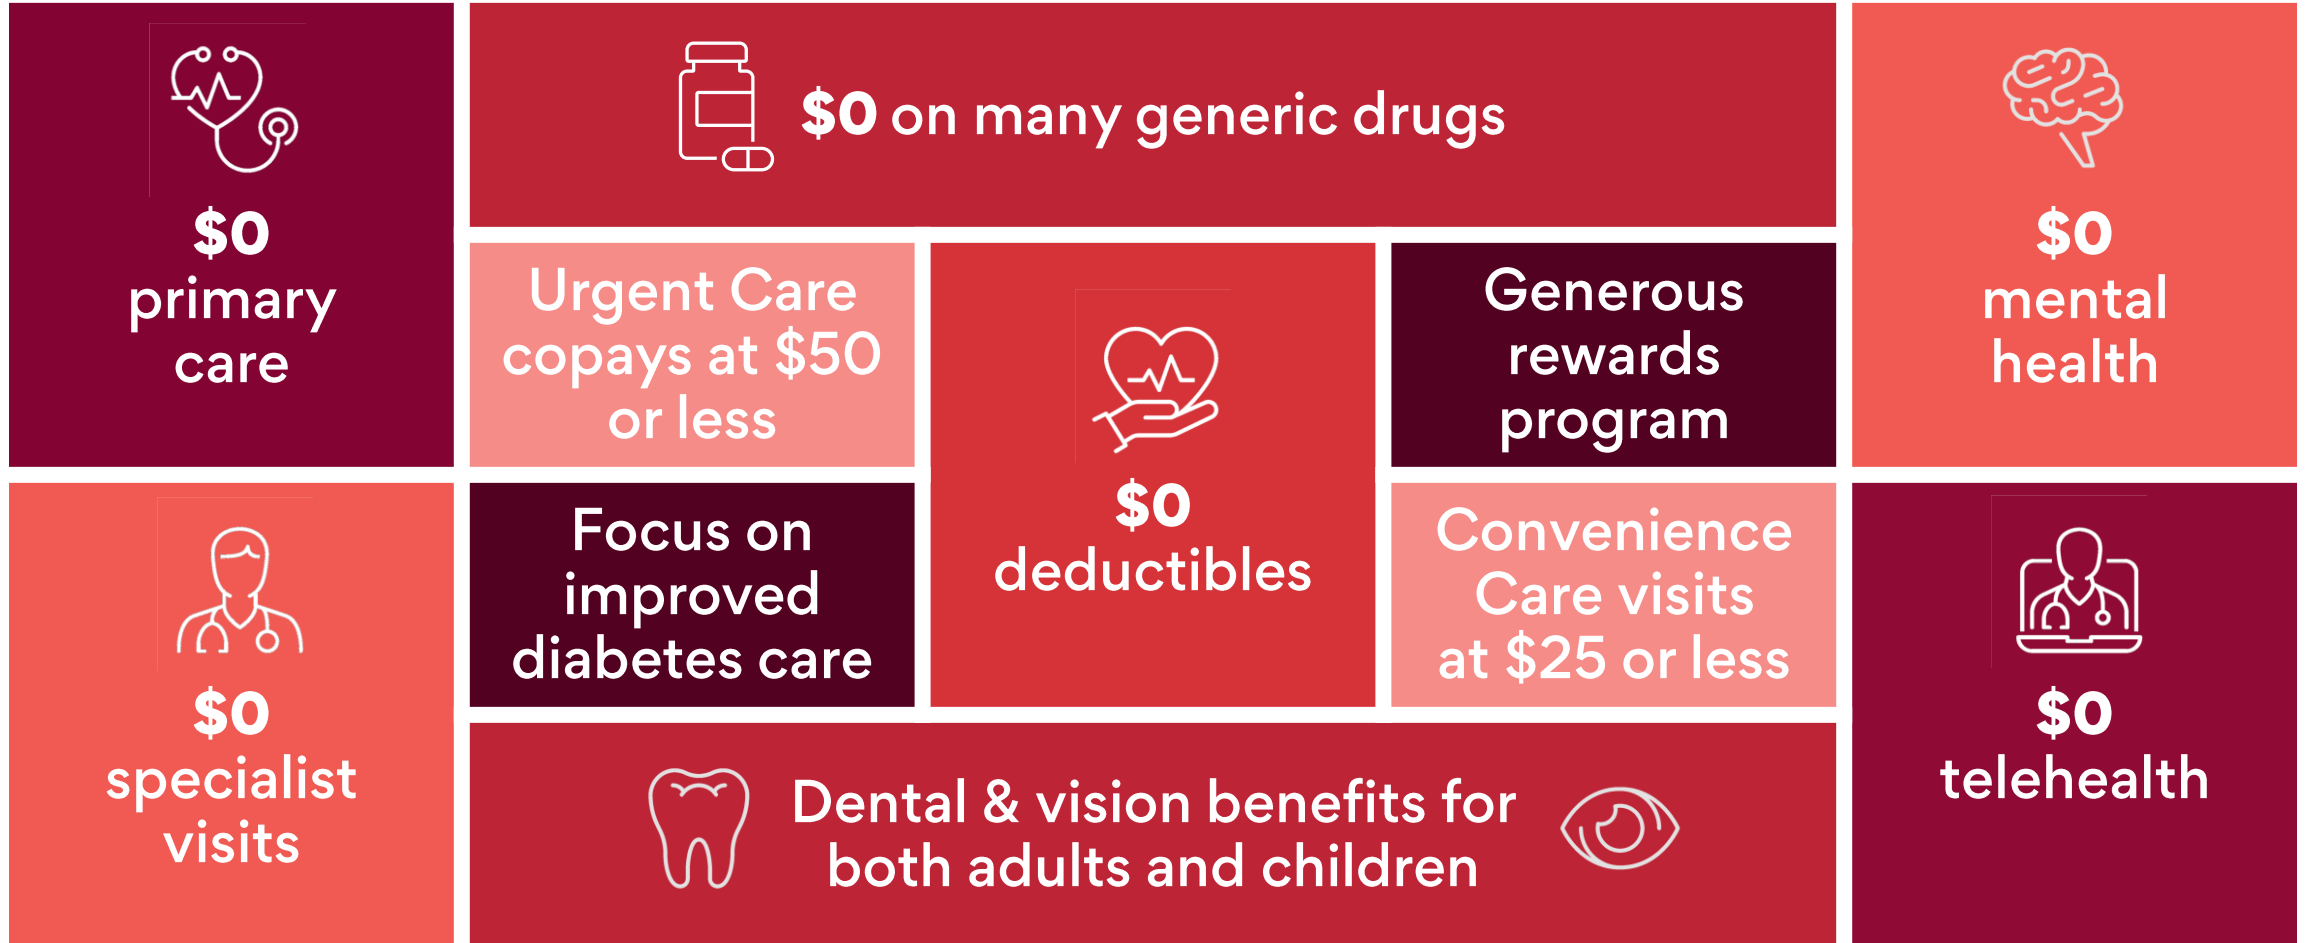 $0
primary
care
$0 on many generic drugs
$0
mental
health
Urgent Care
copays at $50
or less
$0
deductibles
Generous
rewards
program
$0
specialist
visits
Focus on
improved
diabetes care
Convenience
Care visits
at $25 or less
$0
telehealth
Dental & vision benefits for
both adults and children